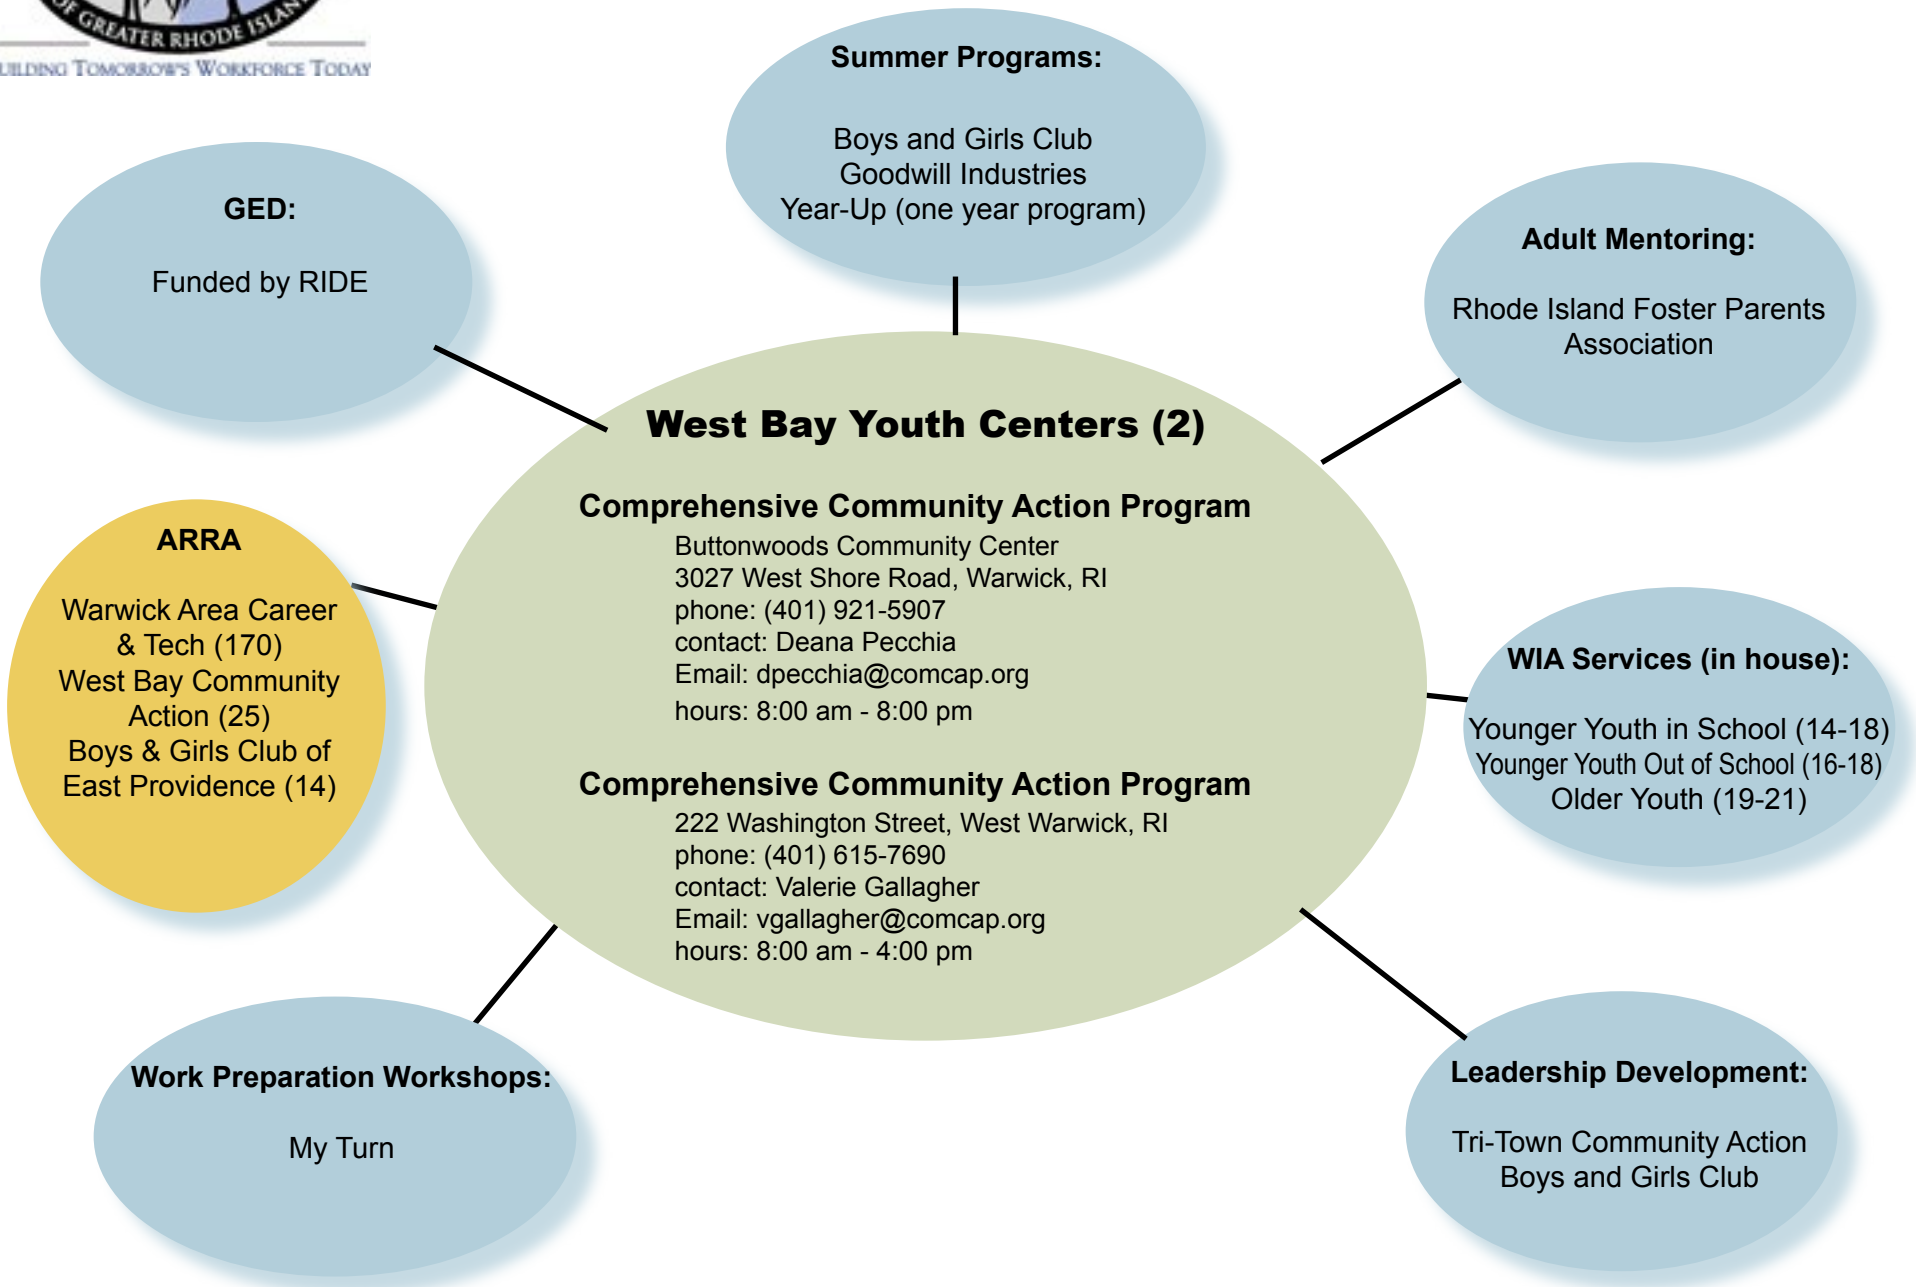 OF GREATER RHODE ISLAND
BUILDING TOMORROW'S WORKFORCE TODAY
Summer Programs:
Boys and Girls Club
Goodwill Industries
Year-Up (one year program)
GED:
Funded by RIDE
Adult Mentoring:
Rhode Island Foster Parents
Association
West Bay Youth Centers (2)
Comprehensive Community Action Program
Buttonwoods Community Center
3027 West Shore Road, Warwick, RI
phone: (401) 921-5907
contact: Deana Pecchia
Email: dpecchia@comcap.org
hours: 8:00 am - 8:00 pm
Comprehensive Community Action Program
222 Washington Street, West Warwick, RI
phone: (401) 615-7690
contact: Valerie Gallagher
Email: vgallagher@comcap.org
hours: 8:00 am - 4:00 pm
ARRA
Warwick Area Career
& Tech (170)
West Bay Community
Action (25)
Boys & Girls Club of
East Providence (14)
WIA Services (in house):
Younger Youth in School (14-18)
Younger Youth Out of School (16-18)
Older Youth (19-21)
Work Preparation Workshops:
My Turn
Leadership Development:
Tri-Town Community Action
Boys and Girls Club